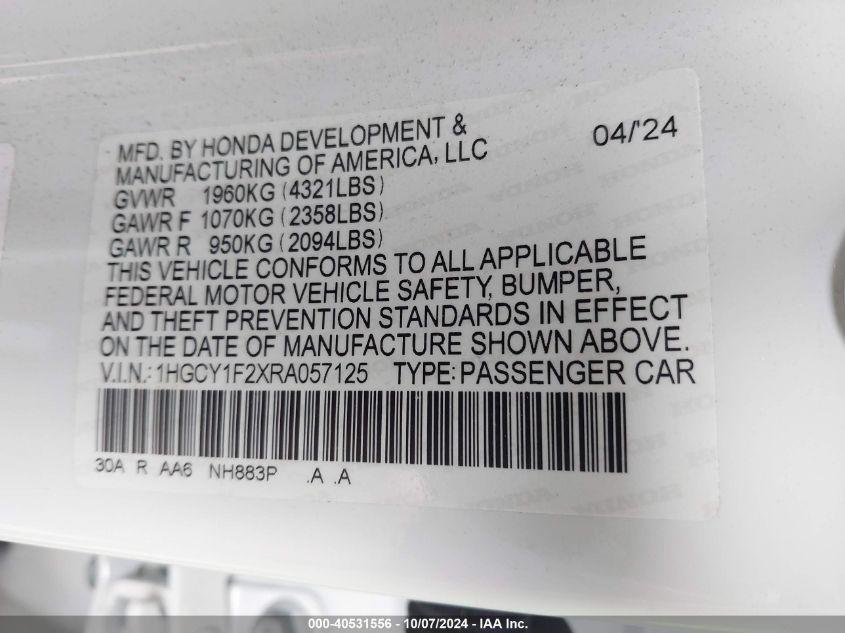 MFD. BY HONDA DEVELOPMENT &
MANUFACTURING OF AMERICA, LLC
04/'24
GVWR 1960KG (4321LBS)
GAWR F 1070KG (2358LBS)
GAWR R 950KG (2094LBS)
THIS VEHICLE CONFORMS TO ALL APPLICABLE
FEDERAL MOTOR VEHICLE SAFETY, BUMPER,
AND THEFT PREVENTION STANDARDS IN EFFECT
ON THE DATE OF MANUFACTURE SHOWN ABOVE.
V.I.N.: 1HGCY1F2XRA057125 TYPE: PASSENGER CAR
30A R AA6 NH883P .A .A
000-40531556 - 10/07/2024 - IAA Inc.